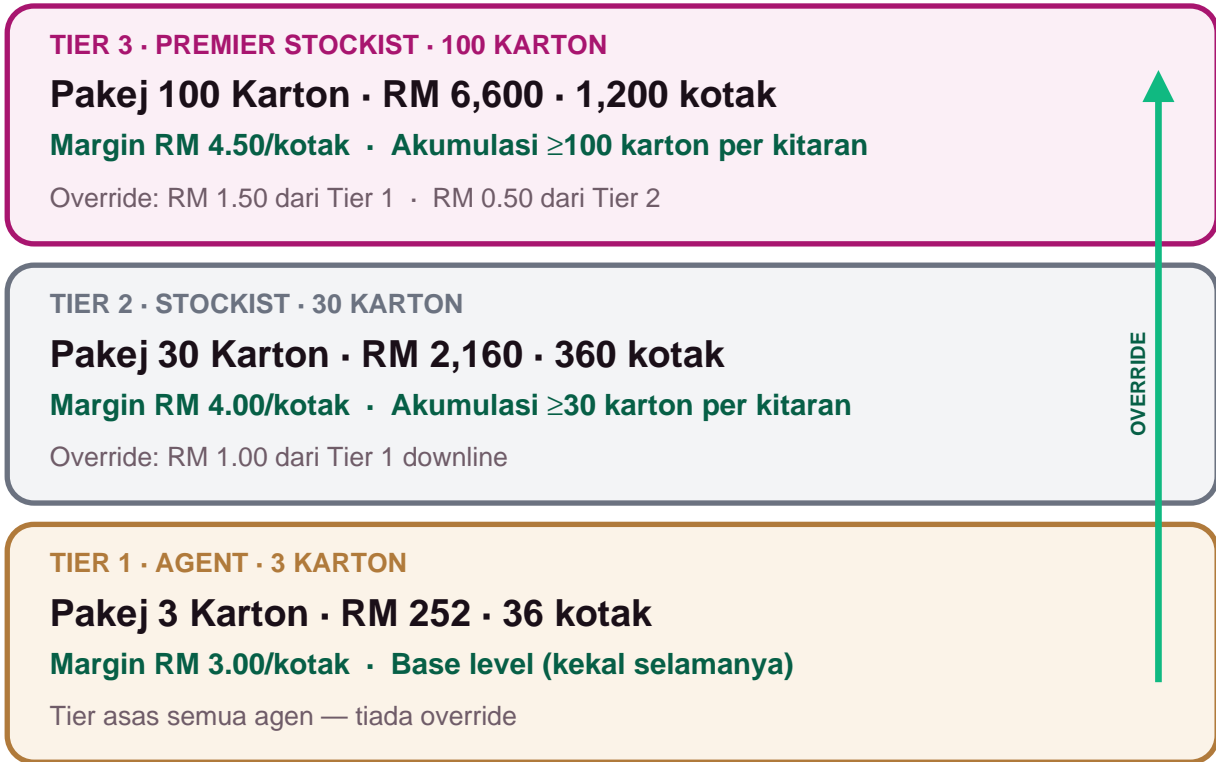 TIER 3 · PREMIER STOCKIST · 100 KARTON
Pakej 100 Karton · RM 6,600 · 1,200 kotak
Margin RM 4.50/kotak · Akumulasi ≥100 karton per kitaran
Override: RM 1.50 dari Tier 1 · RM 0.50 dari Tier 2
TIER 2 · STOCKIST · 30 KARTON
Pakej 30 Karton · RM 2,160 · 360 kotak
Margin RM 4.00/kotak · Akumulasi ≥30 karton per kitaran
Override: RM 1.00 dari Tier 1 downline
OVERRIDE
TIER 1 · AGENT · 3 KARTON
Pakej 3 Karton · RM 252 · 36 kotak
Margin RM 3.00/kotak · Base level (kekal selamanya)
Tier asas semua agen — tiada override